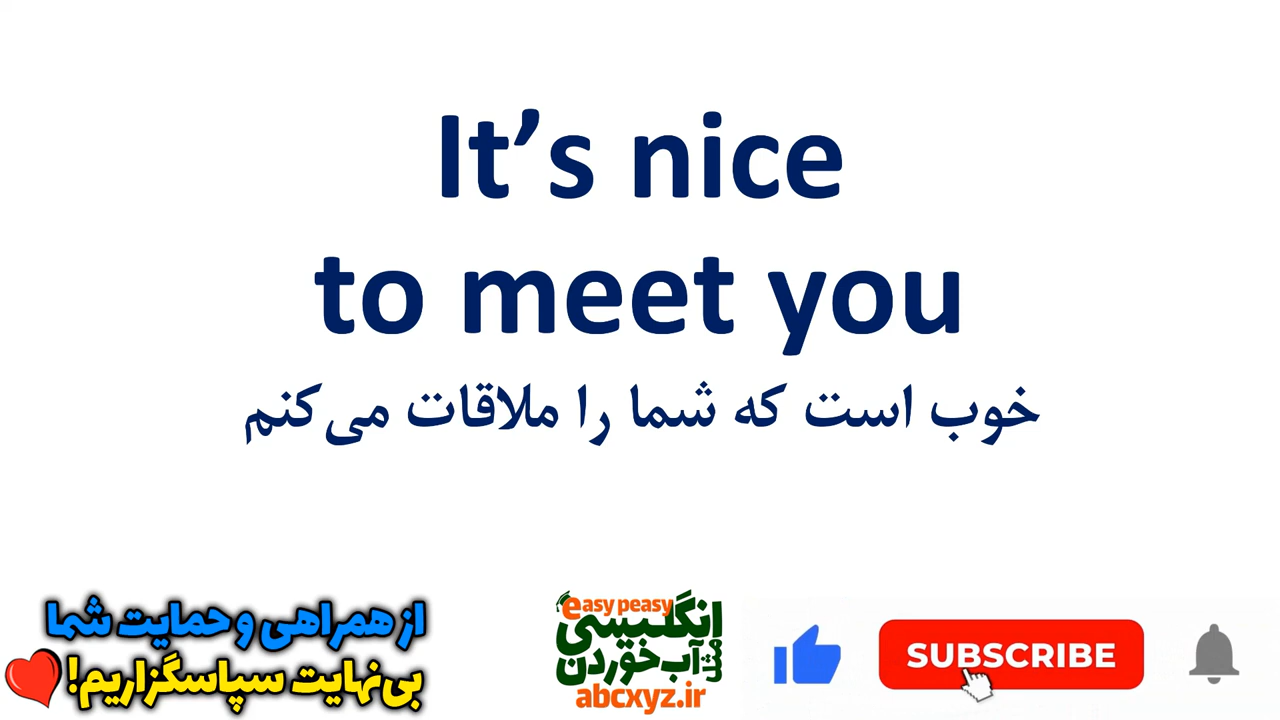 It’s nice
to meet you
خوب است که شما را ملاقات می‌کنم
از همراهی و حمایت شما
بی‌نهایت سپاسگزاریم!
easy peasy
انگلیسی
مثل آب خوردن
abcxyz.ir
SUBSCRIBE